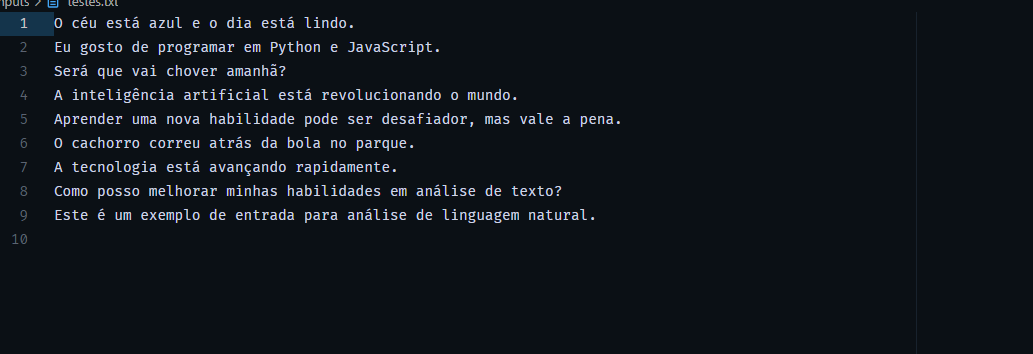 nputs > testes.txt
1 O céu está azul e o dia está lindo.
2 Eu gosto de programar em Python e JavaScript.
3 Será que vai chover amanhã?
4 A inteligência artificial está revolucionando o mundo.
5 Aprender uma nova habilidade pode ser desafiador, mas vale a pena.
6 O cachorro correu atrás da bola no parque.
7 A tecnologia está avançando rapidamente.
8 Como posso melhorar minhas habilidades em análise de texto?
9 Este é um exemplo de entrada para análise de linguagem natural.
10